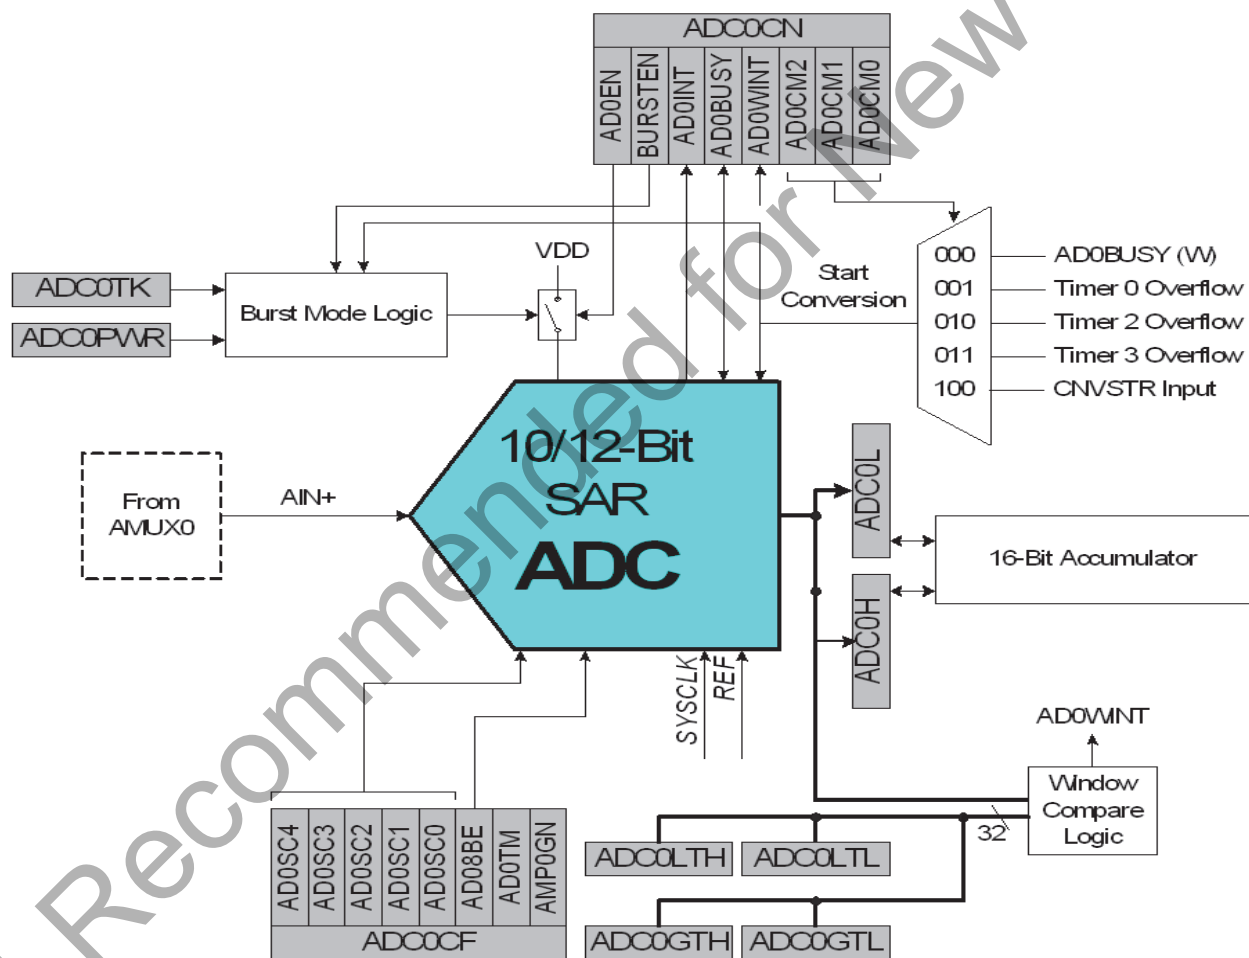 ADC0CN
AD0EN
BURSTEN
AD0INT
AD0BUSY
AD0WINT
AD0CM2
AD0CM1
AD0CM0
VDD
Start
Conversion
000
AD0BUSY (W)
001
Timer 0 Overflow
010
Timer 2 Overflow
011
Timer 3 Overflow
100
CNVSTR Input
ADC0TK
ADC0PWR
Burst Mode Logic
From
AMUX0
AIN+
10/12-Bit
SAR
ADC
ADC0L
ADC0H
16-Bit Accumulator
SYSCLK
REF
AD0WINT
Window
Compare
Logic
32
AD0SC4
AD0SC3
AD0SC2
AD0SC1
AD0SC0
AD08BE
AD0TM
AMP0GN
ADC0CF
ADC0LTH
ADC0LTL
ADC0GTH
ADC0GTL
Recommended for New